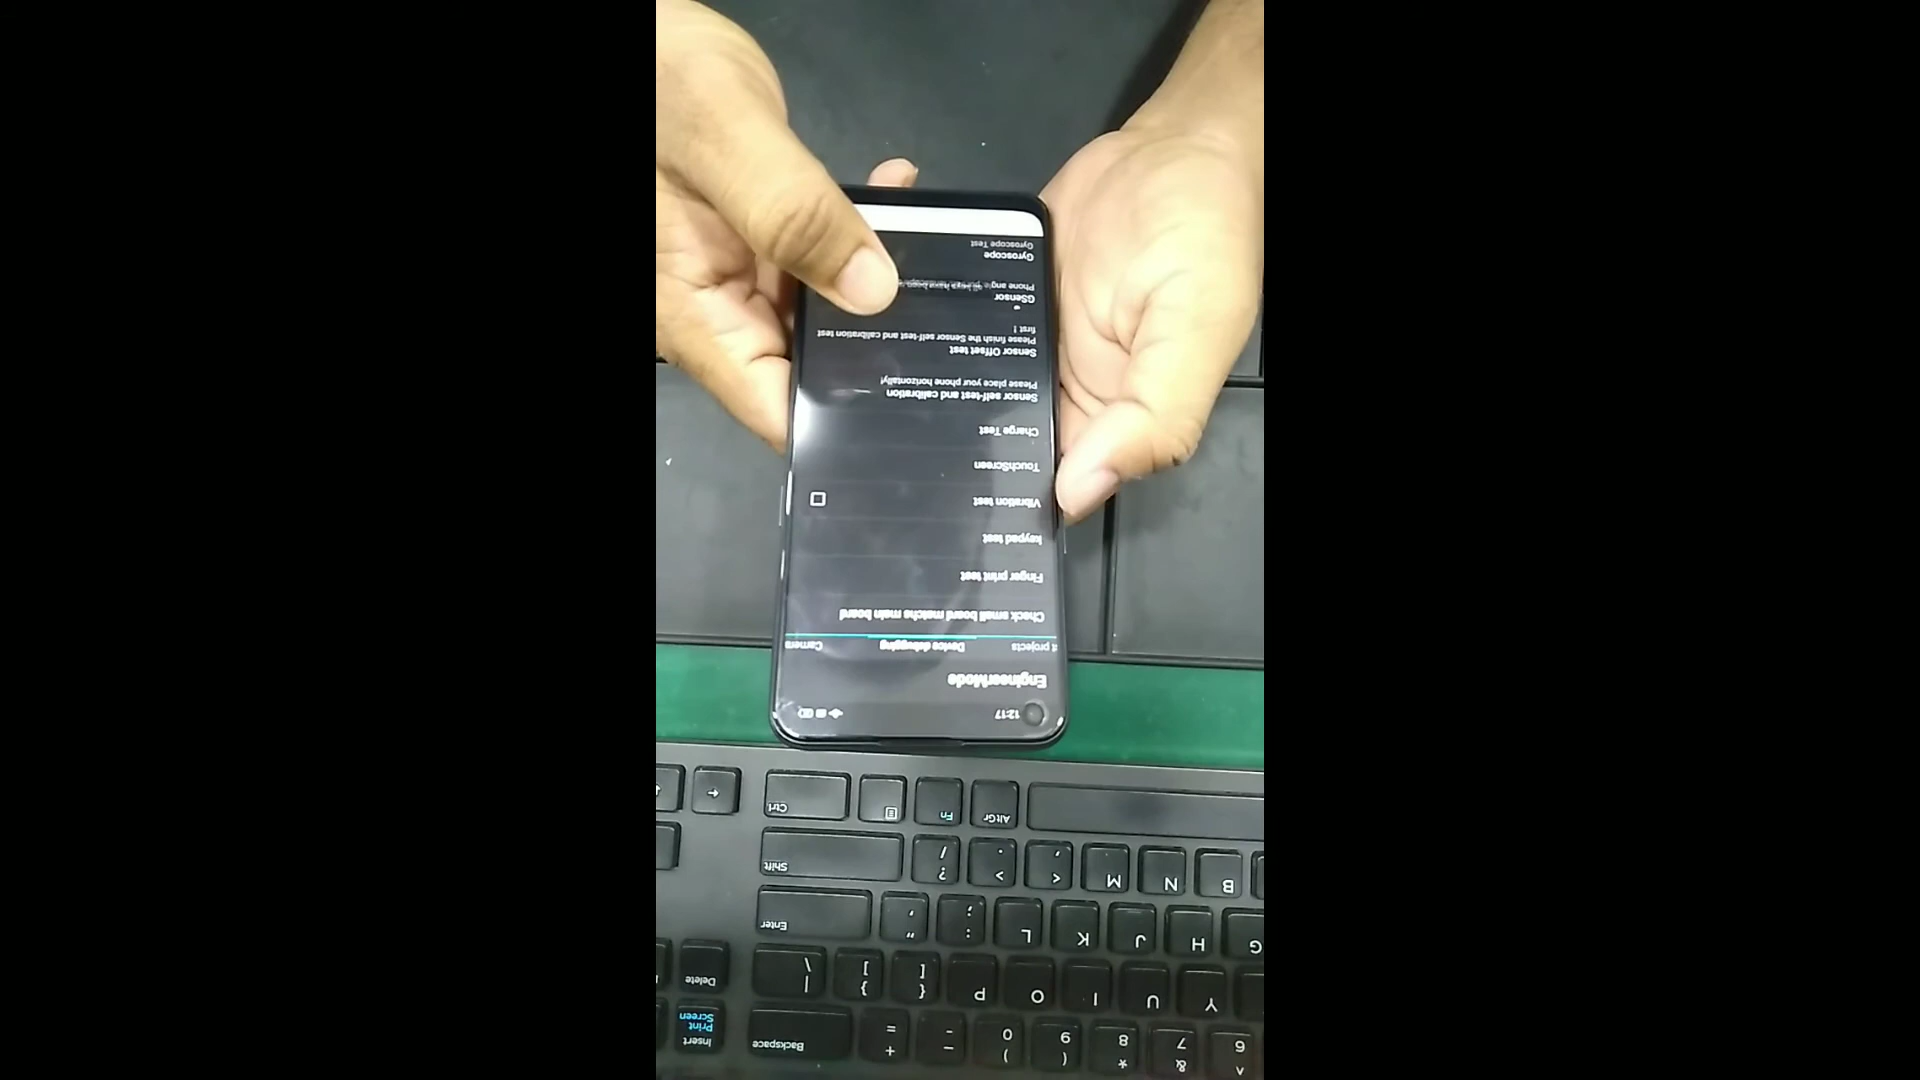 12:17
EngineerMode
t projects Device debugging Camera
Check small board matchs main board
Finger print test
keypad test
Vibration test
TouchScreen
Charge Test
Sensor self-test and calibration
Please place your phone horizontally!
Sensor Offset test
Please finish the Sensor self-test and calibration test
first !
GSensor
Phone
Gyroscope
Gyroscope Test
^ 6 & 7 * 8 ( 9 ) 0 _ - + = Backspace Insert Print Screen
Y U I O P { [ } ] | \ Delete
G H J K L : ; " ' Enter
B N M < , > . ? / Shift
AltGr Fn Ctrl ←